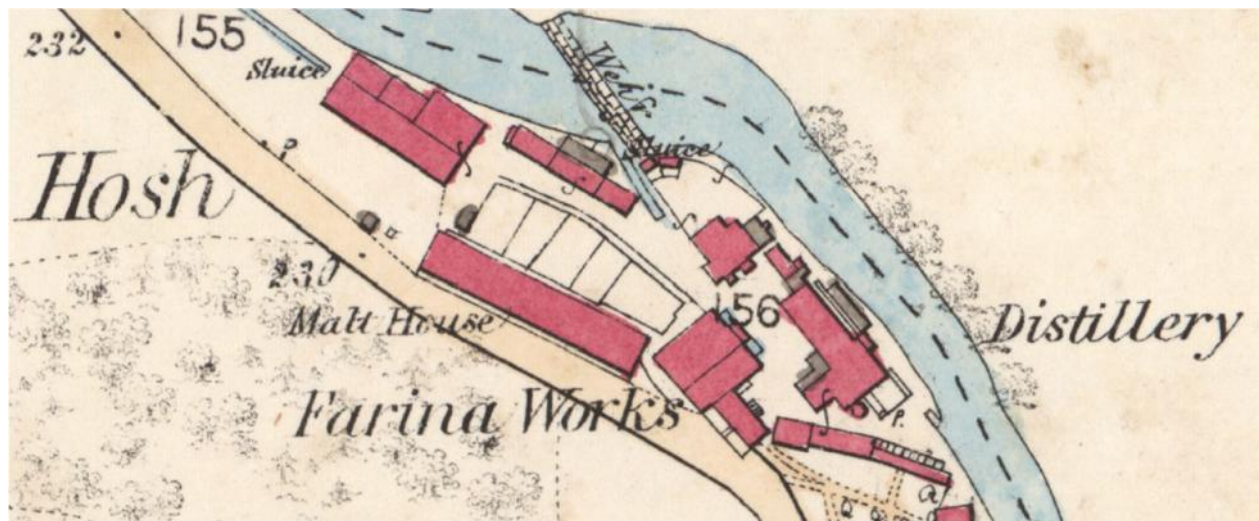 232
155
Sluice
Weir
Sluice
Hosh
P
230
156
Malt House
Distillery
Farina Works
P.
a